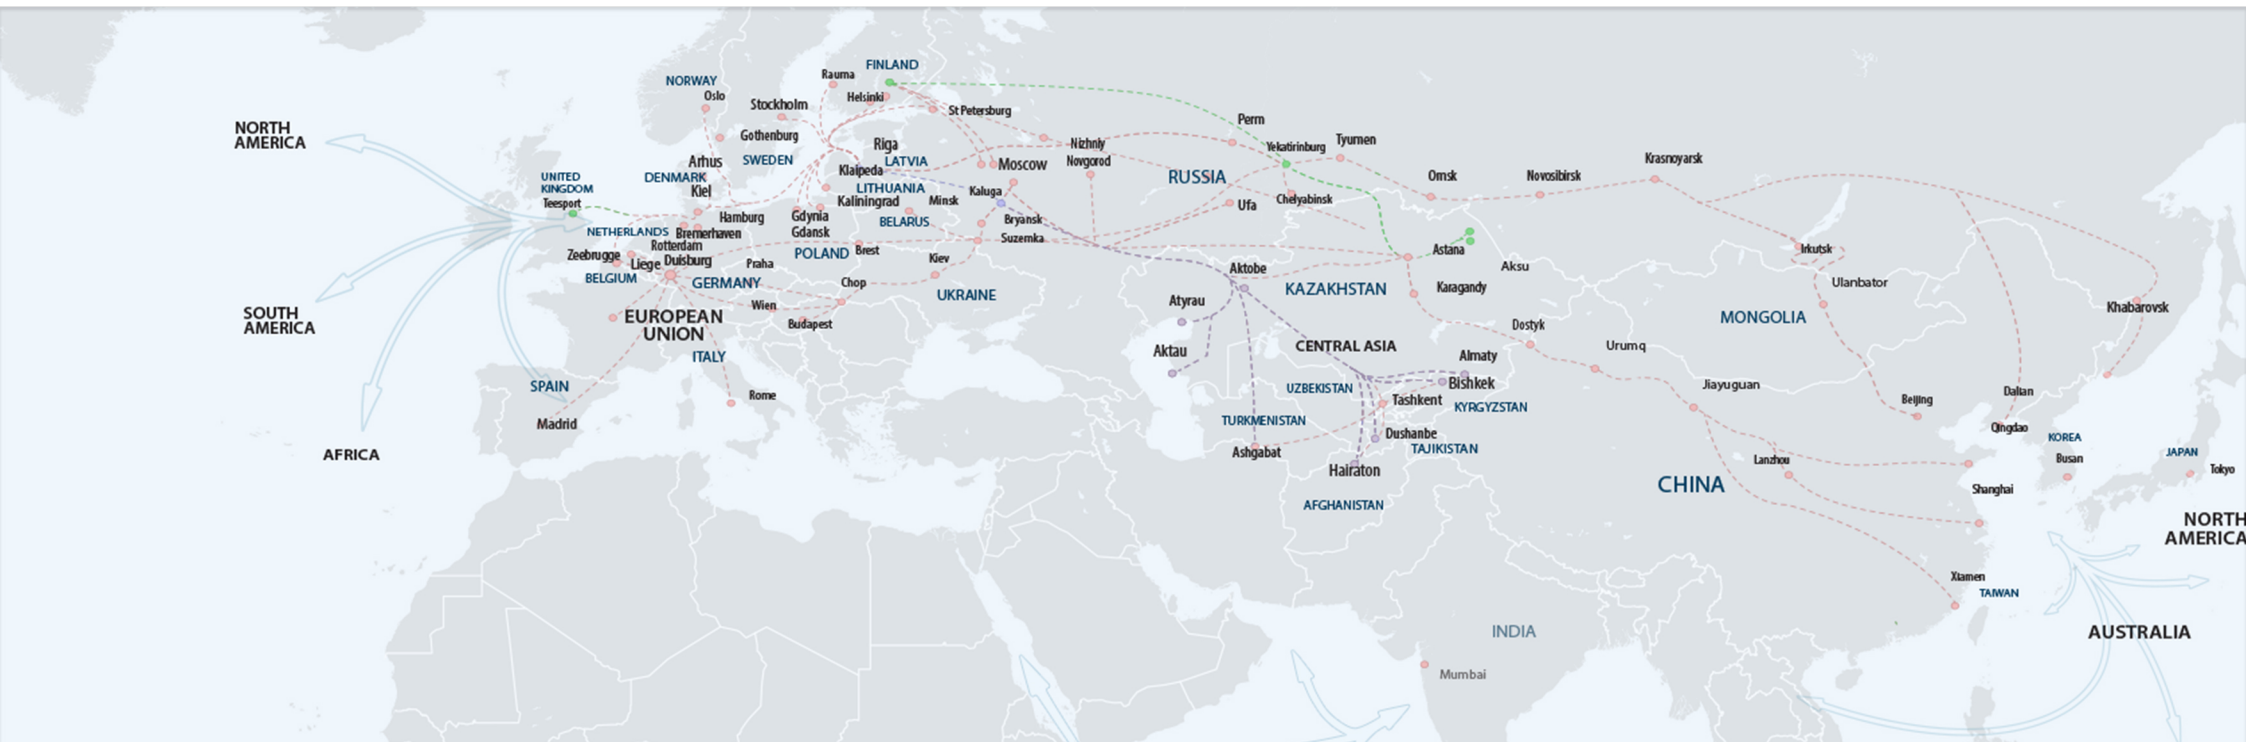 FINLAND
Rauma
NORWAY
Oslo
Helsinki
Stockholm
St Petersburg
Perm
NORTH
AMERICA
Gothenburg
Riga
Nizhniy
Novgorod
Yekatirinburg
Tyumen
Arhus
SWEDEN
LATVIA
Moscow
Krasnoyarsk
UNITED
KINGDOM
Teesport
DENMARK
Kiel
Klaipeda
LITHUANIA
Kaluga
RUSSIA
Omsk
Novosibirsk
Kaliningrad
Minsk
Chelyabinsk
Ufa
Hamburg
Gdynia
Gdansk
BELARUS
Bryansk
NETHERLANDS
Bremerhaven
Suzemka
Rotterdam
Zeebrugge
Liege
Duisburg
Praha
POLAND
Brest
Kiev
Astana
Irkutsk
BELGIUM
GERMANY
Chop
Aktobe
Aksu
KAZAKHSTAN
Karagandy
Ulanbator
UKRAINE
Wien
Atyrau
Khabarovsk
SOUTH
AMERICA
EUROPEAN
UNION
Budapest
Dostyk
MONGOLIA
ITALY
Aktau
CENTRAL ASIA
Almaty
Urumq
SPAIN
Rome
UZBEKISTAN
Bishkek
Jiayuguan
Dalian
Madrid
Tashkent
KYRGYZSTAN
Beijing
TURKMENISTAN
Dushanbe
Qingdao
KOREA
AFRICA
Ashgabat
TAJIKISTAN
Busan
JAPAN
Tokyo
Hairaton
Lanzhou
CHINA
Shanghai
AFGHANISTAN
NORTH
AMERICA
Xtamen
TAIWAN
INDIA
AUSTRALIA
Mumbai